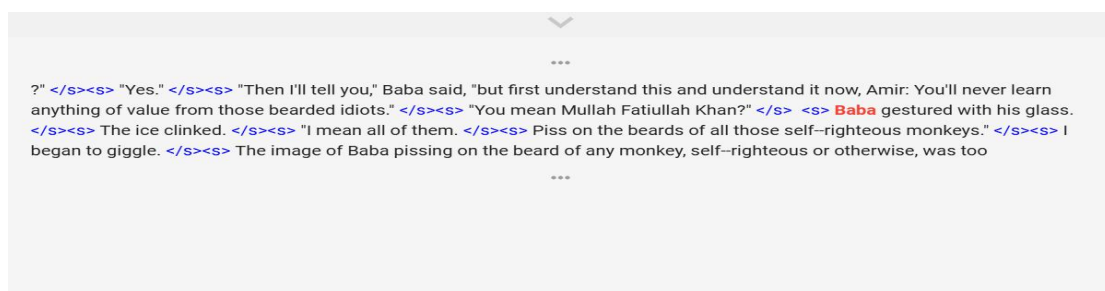 ...
?" </s><s> "Yes." </s><s> "Then I'll tell you," Baba said, "but first understand this and understand it now, Amir: You'll never learn
anything of value from those bearded idiots." </s><s> "You mean Mullah Fatiullah Khan?" </s> <s> Baba gestured with his glass.
</s><s> The ice clinked. </s><s> "I mean all of them. </s><s> Piss on the beards of all those self--righteous monkeys." </s><s> I
began to giggle. </s><s> The image of Baba pissing on the beard of any monkey, self--righteous or otherwise, was too
...